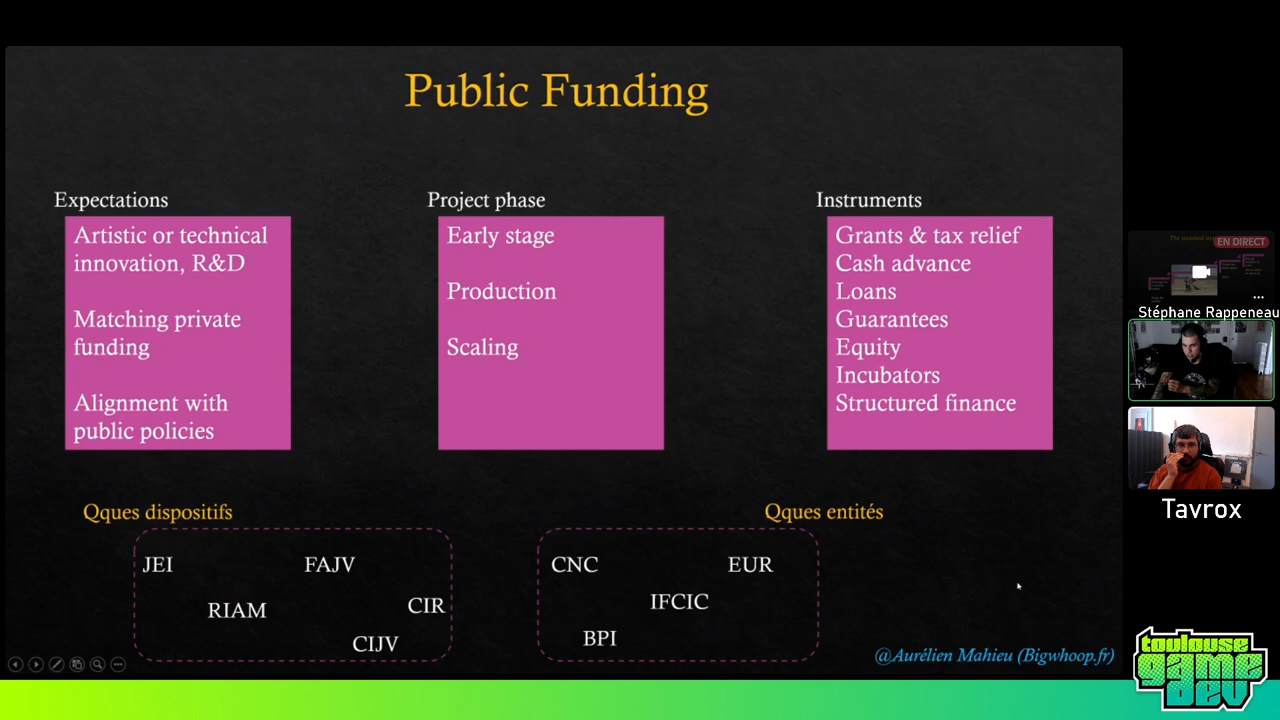 Public Funding
Expectations
Artistic or technical
innovation, R&D
Matching private
funding
Alignment with
public policies
Project phase
Early stage
Production
Scaling
Instruments
Grants & tax relief
Cash advance
Loans
Guarantees
Equity
Incubators
Structured finance
Qques dispositifs
JEI
FAJV
RIAM
CIR
CIJV
Qques entités
CNC
EUR
IFCIC
BPI
@Aurélien Mahieu (Bigwhoop.fr)
EN DIRECT
Stéphane Rappeneau
Tavrox
toulouse
game
dev